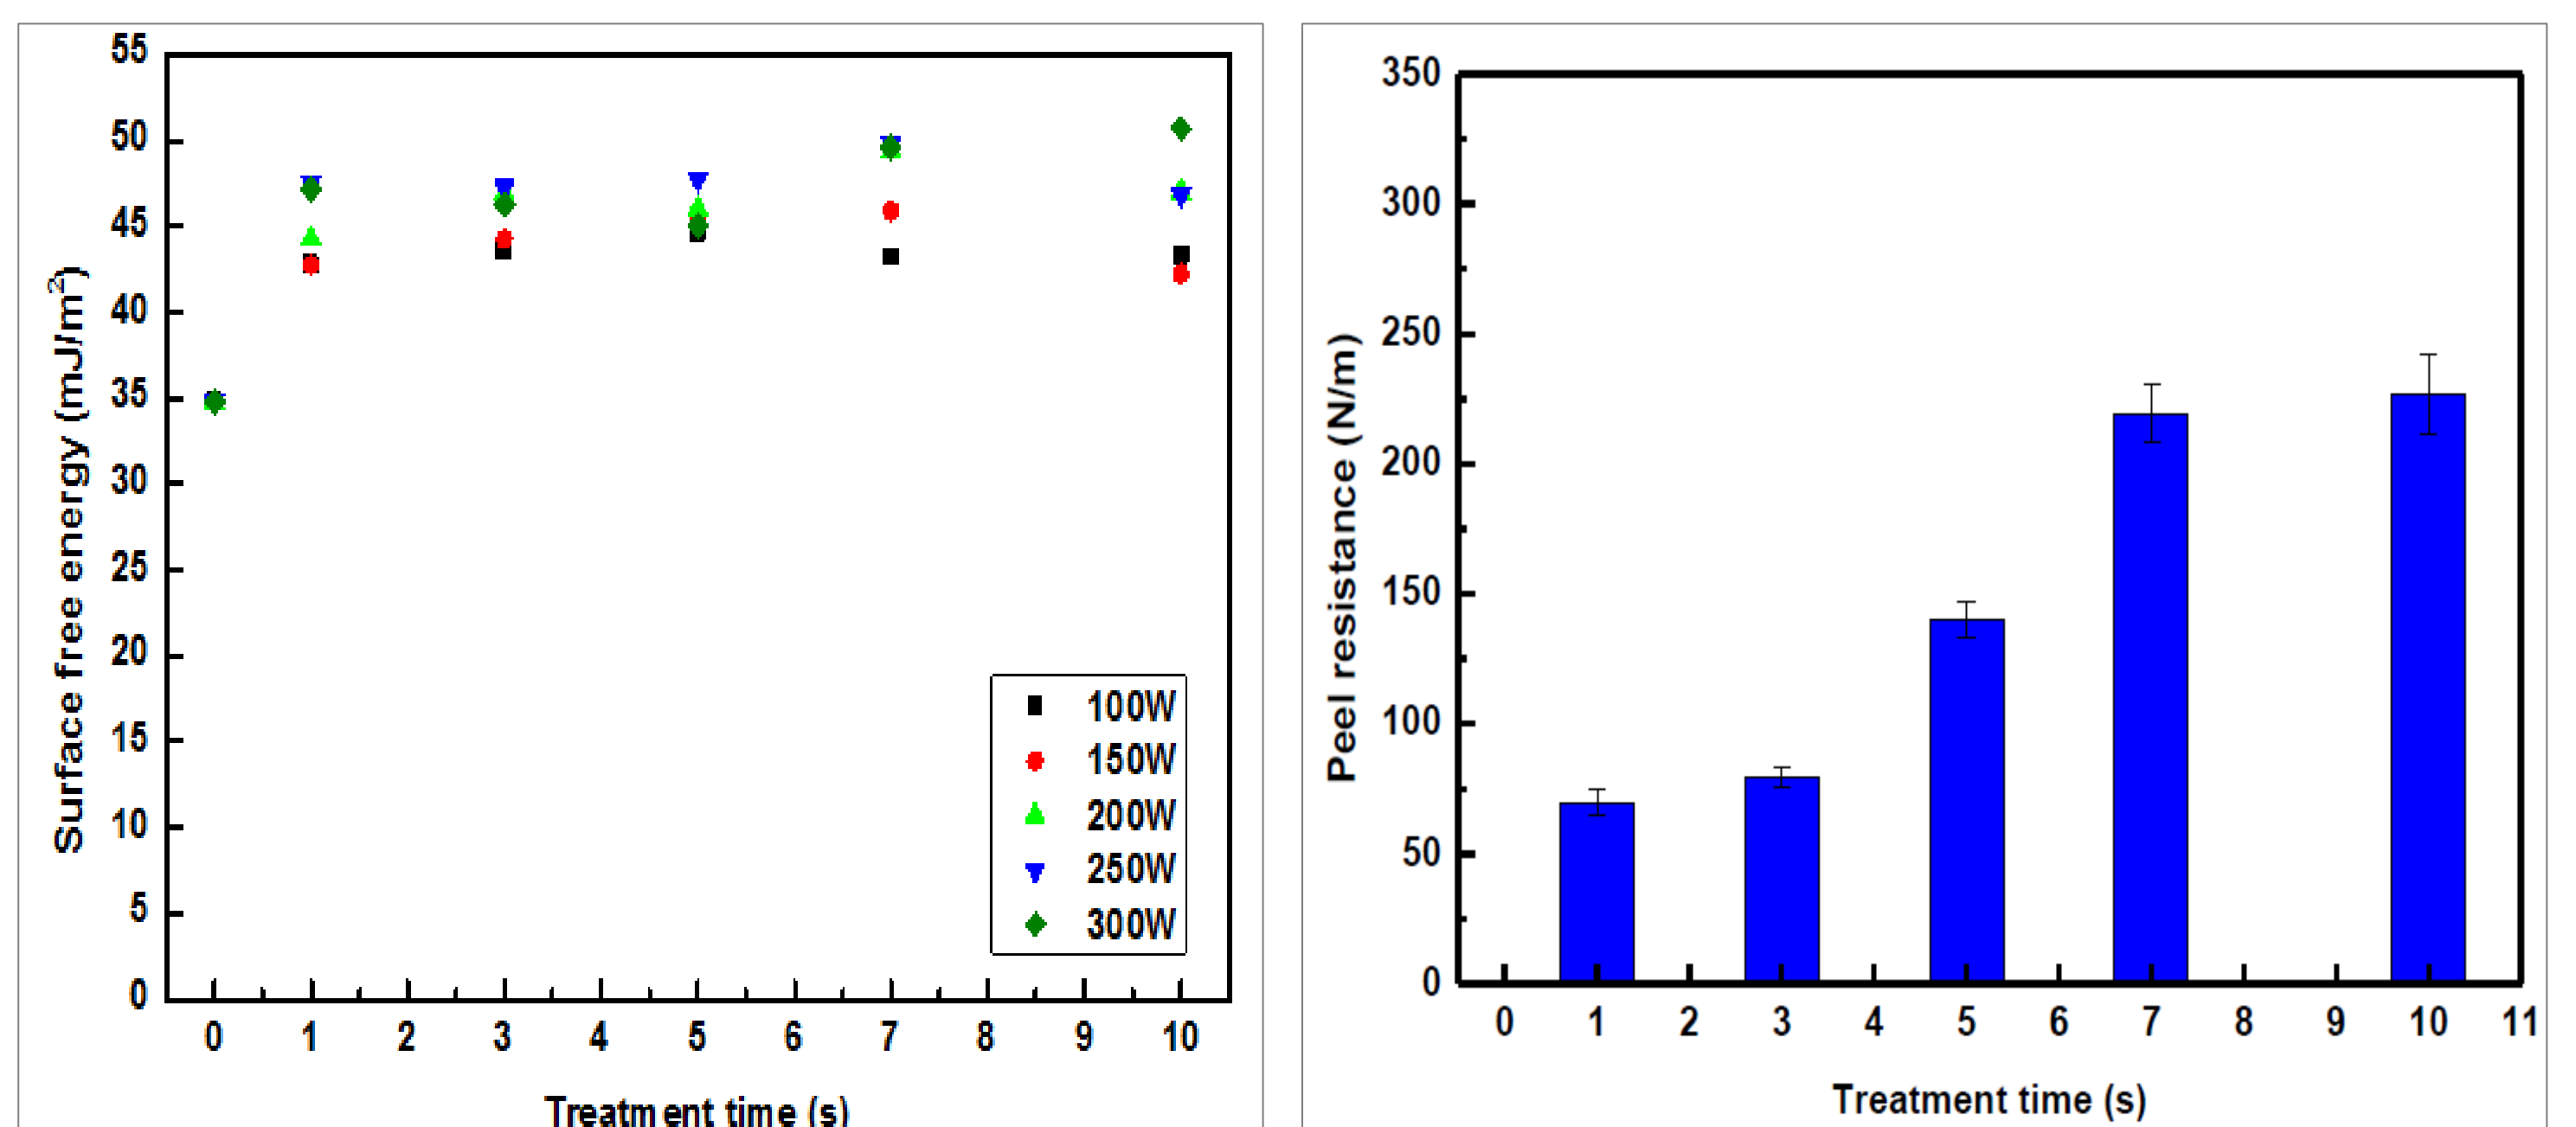 55
50
45
40
35
30
25
20
15
10
5
0
Surface free energy (mJ/m²)
100W
150W
200W
250W
300W
0 1 2 3 4 5 6 7 8 9 10
Treatment time (s)
350
300
250
200
150
100
50
0
Peel resistance (N/m)
0 1 2 3 4 5 6 7 8 9 10 11
Treatment time (s)